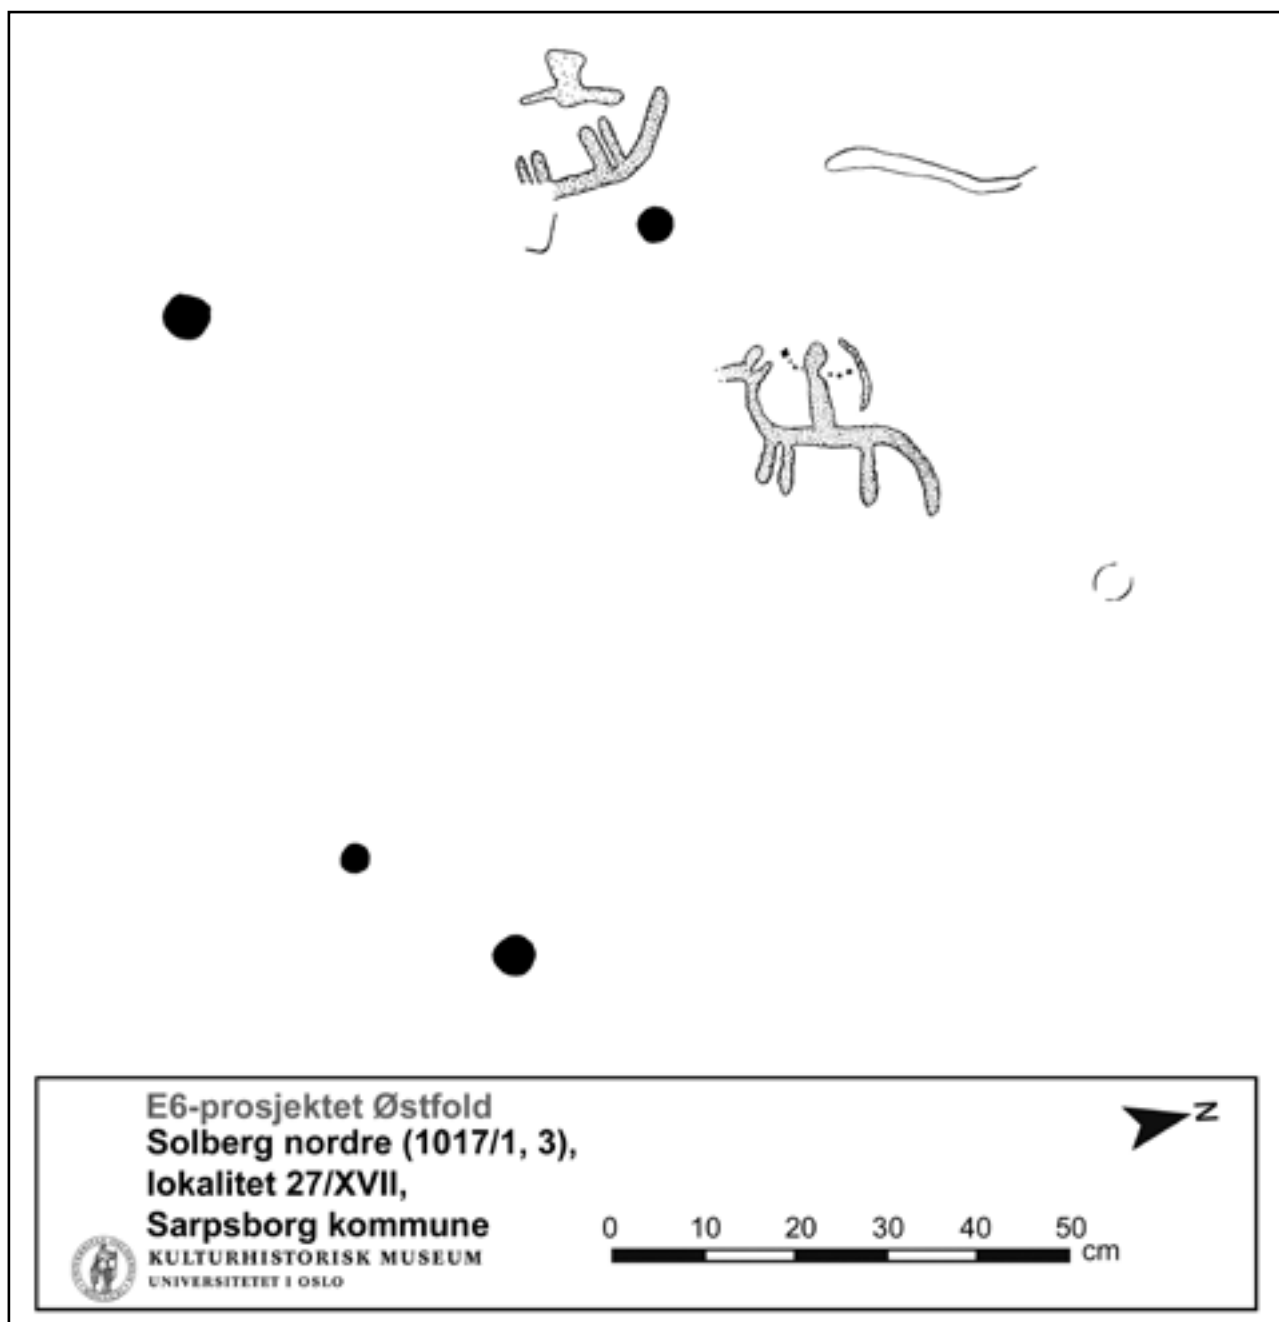 E6-prosjektet Østfold
Solberg nordre (1017/1, 3),
lokalitet 27/XVII,
Sarpsborg kommune
KULTURHISTORISK MUSEUM
UNIVERSITETET I OSLO
0 10 20 30 40 50
cm
N